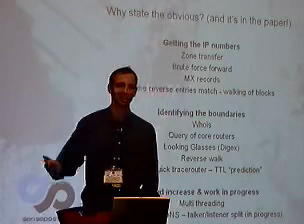 Why state the obvious? (and it's in the paper!)
Getting the IP numbers
Zone transfer
Brute force forward
MX records
reverse entries match - walking of blocks
Identifying the boundaries
WhoIs
Query of core routers
Looking Glasses (Digex)
Reverse walk
traceroute – TTL "prediction"
increase & work in progress
Multi threading
– talker/listener split (in progress)
sensepost